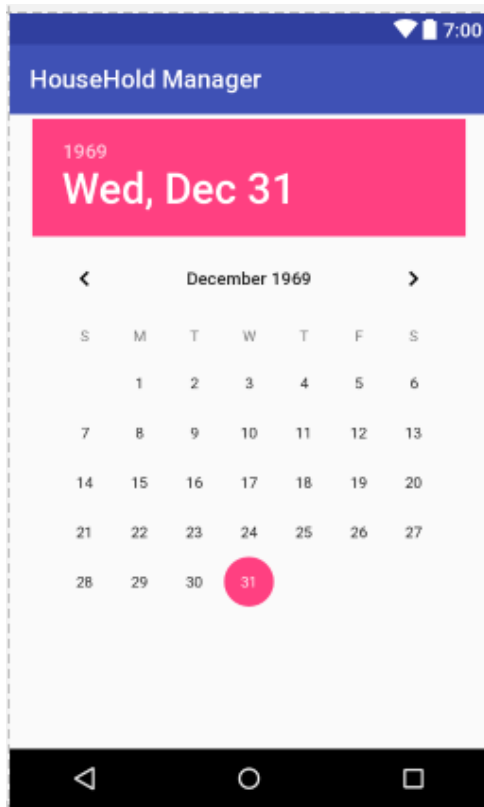 7:00
HouseHold Manager
1969
Wed, Dec 31
December 1969
S M T W T F S
1 2 3 4 5 6
7 8 9 10 11 12 13
14 15 16 17 18 19 20
21 22 23 24 25 26 27
28 29 30 31